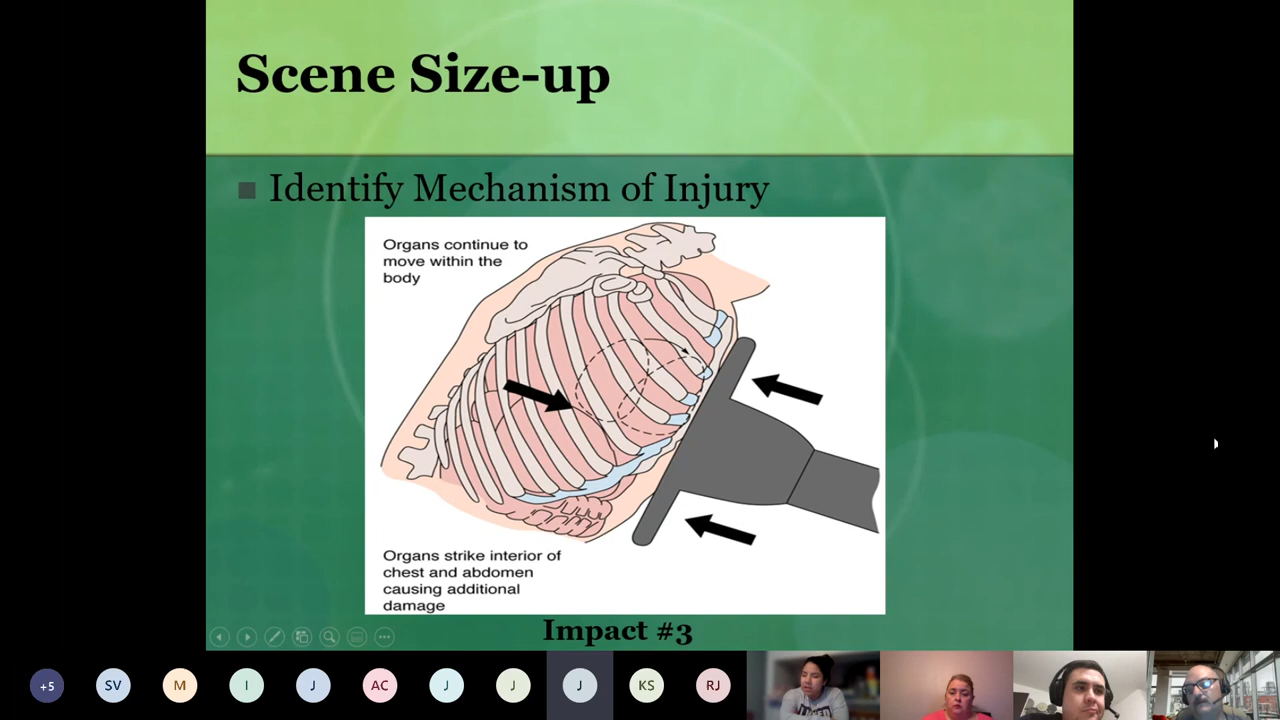 Scene Size-up
Identify Mechanism of Injury
Organs continue to
move within the
body
Organs strike interior of
chest and abdomen
causing additional
damage
Impact #3
+5
SV
M
I
J
AC
J
J
J
KS
RJ